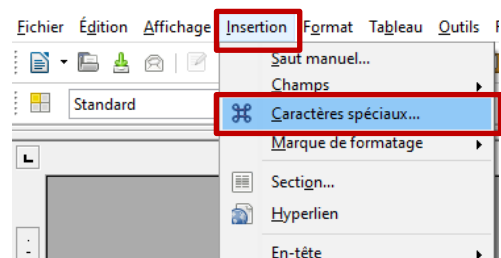 Fichier Édition Affichage Insertion Format Tableau Outils
Saut manuel...
Champs
Standard
Caractères spéciaux...
Marque de formatage
Section...
Hyperlien
En-tête